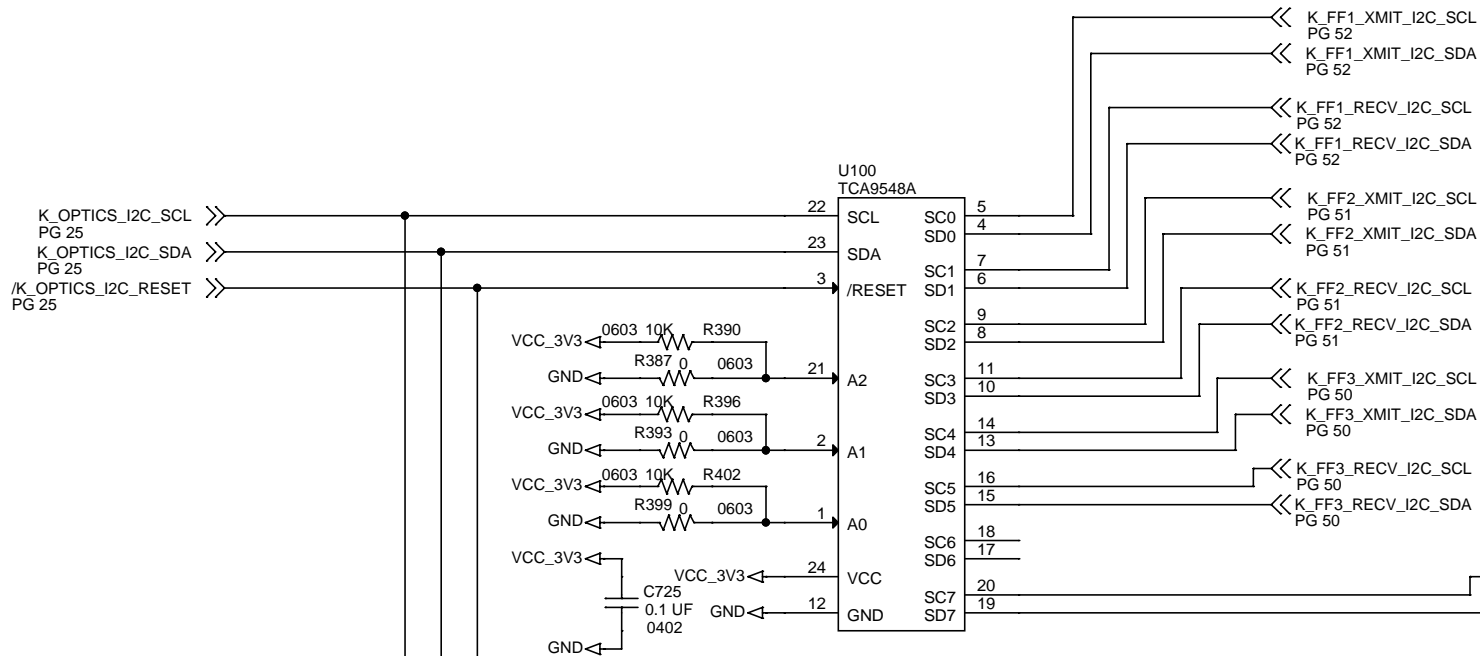 K_FF1_XMIT_I2C_SCL
PG 52
K_FF1_XMIT_I2C_SDA
PG 52
K_FF1_RECV_I2C_SCL
PG 52
K_FF1_RECV_I2C_SDA
PG 52
U100
TCA9548A
K_FF2_XMIT_I2C_SCL
PG 51
K_OPTICS_I2C_SCL
PG 25
22 SCL SC0 5
K_FF2_XMIT_I2C_SDA
PG 51
SD0 4
K_OPTICS_I2C_SDA
PG 25
23 SDA
SC1 7
/K_OPTICS_I2C_RESET
PG 25
3 /RESET SD1 6
K_FF2_RECV_I2C_SCL
PG 51
SC2 9
K_FF2_RECV_I2C_SDA
PG 51
VCC_3V3 0603 10K R390
SD2 8
GND R387 0 0603 21 A2
SC3 11
K_FF3_XMIT_I2C_SCL
PG 50
SD3 10
VCC_3V3 0603 10K R396
K_FF3_XMIT_I2C_SDA
PG 50
SC4 14
GND R393 0 0603 2 A1
SD4 13
K_FF3_RECV_I2C_SCL
PG 50
VCC_3V3 0603 10K R402
SC5 16
SD5 15
K_FF3_RECV_I2C_SDA
PG 50
GND R399 0 0603 1 A0
SC6 18
SD6 17
VCC_3V3
VCC_3V3 24 VCC
C725
0.1 UF
0402
SC7 20
GND 12 GND SD7 19
GND